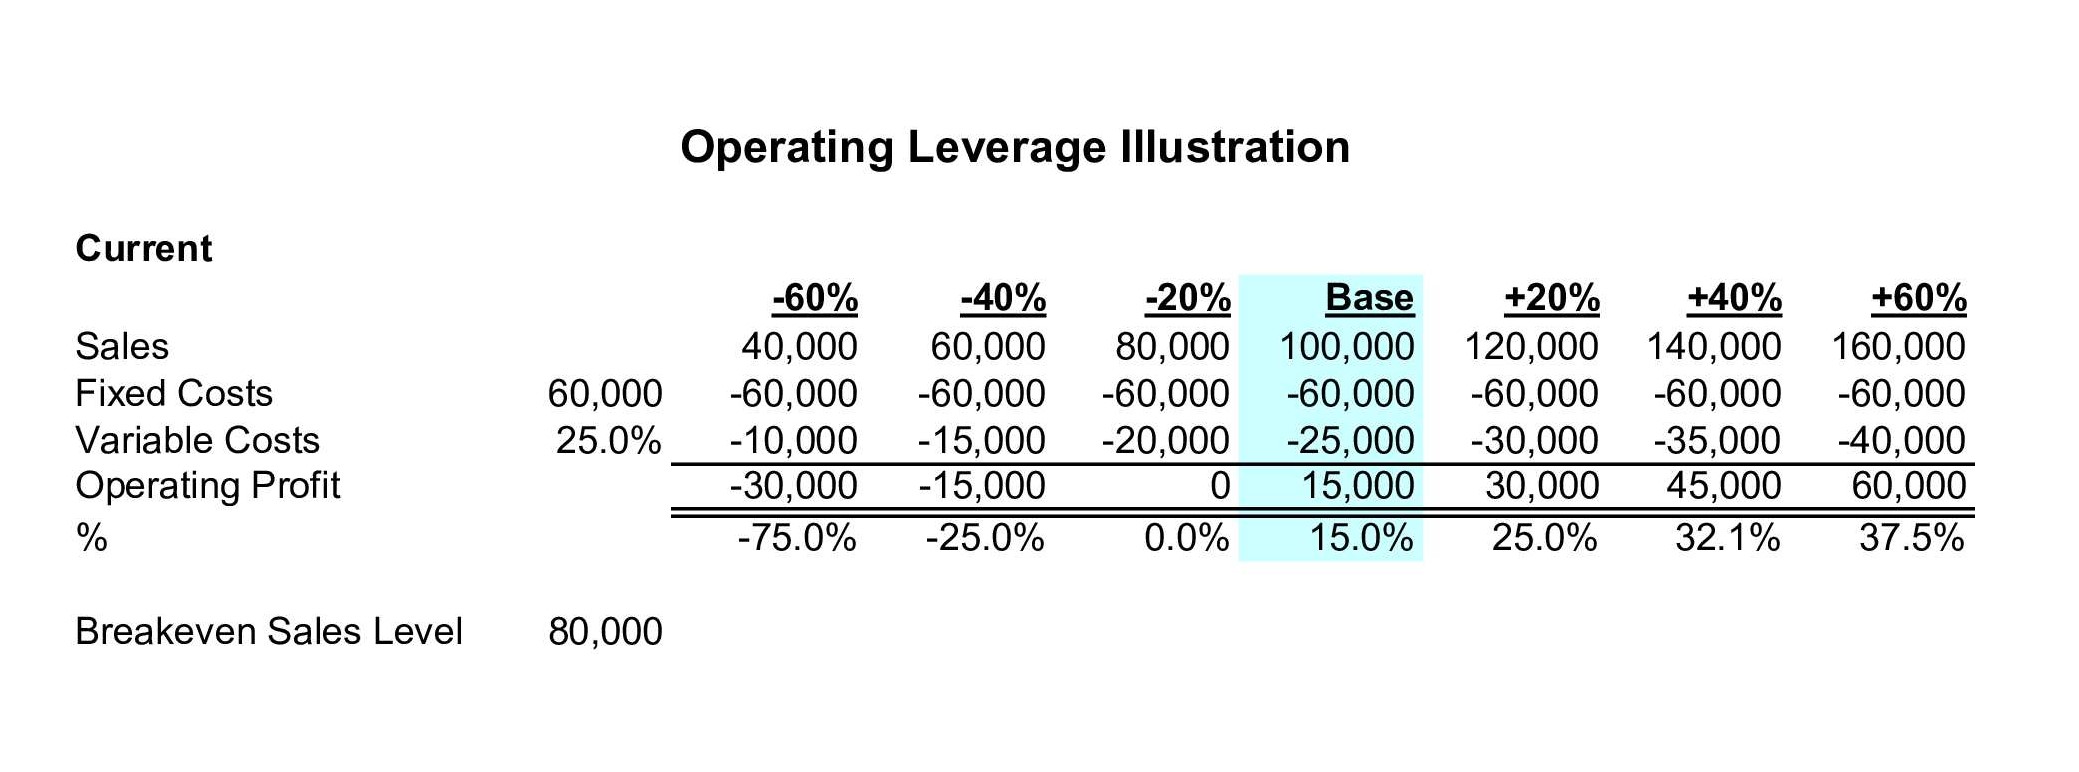 Operating Leverage Illustration
Current
-60% -40% -20% Base +20% +40% +60%
Sales 40,000 60,000 80,000 100,000 120,000 140,000 160,000
Fixed Costs 60,000 -60,000 -60,000 -60,000 -60,000 -60,000 -60,000 -60,000
Variable Costs 25.0% -10,000 -15,000 -20,000 -25,000 -30,000 -35,000 -40,000
Operating Profit -30,000 -15,000 0 15,000 30,000 45,000 60,000
% -75.0% -25.0% 0.0% 15.0% 25.0% 32.1% 37.5%
Breakeven Sales Level 80,000